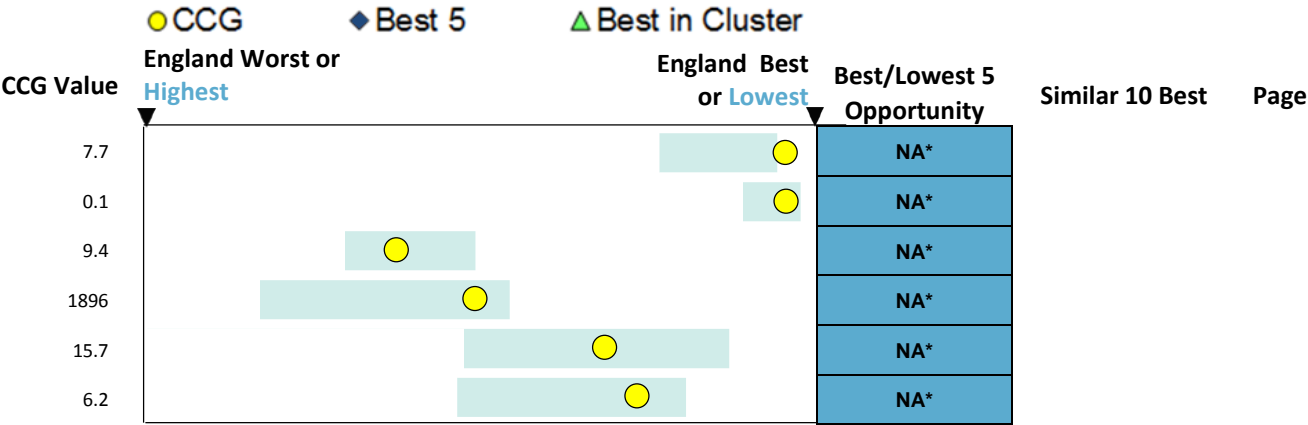 CCG Best 5 Best in Cluster
CCG Value
England Worst or
Highest
England Best
or Lowest
Best/Lowest 5
Opportunity
Similar 10 Best
Page
7.7 NA*
0.1 NA*
9.4 NA*
1896 NA*
15.7 NA*
6.2 NA*